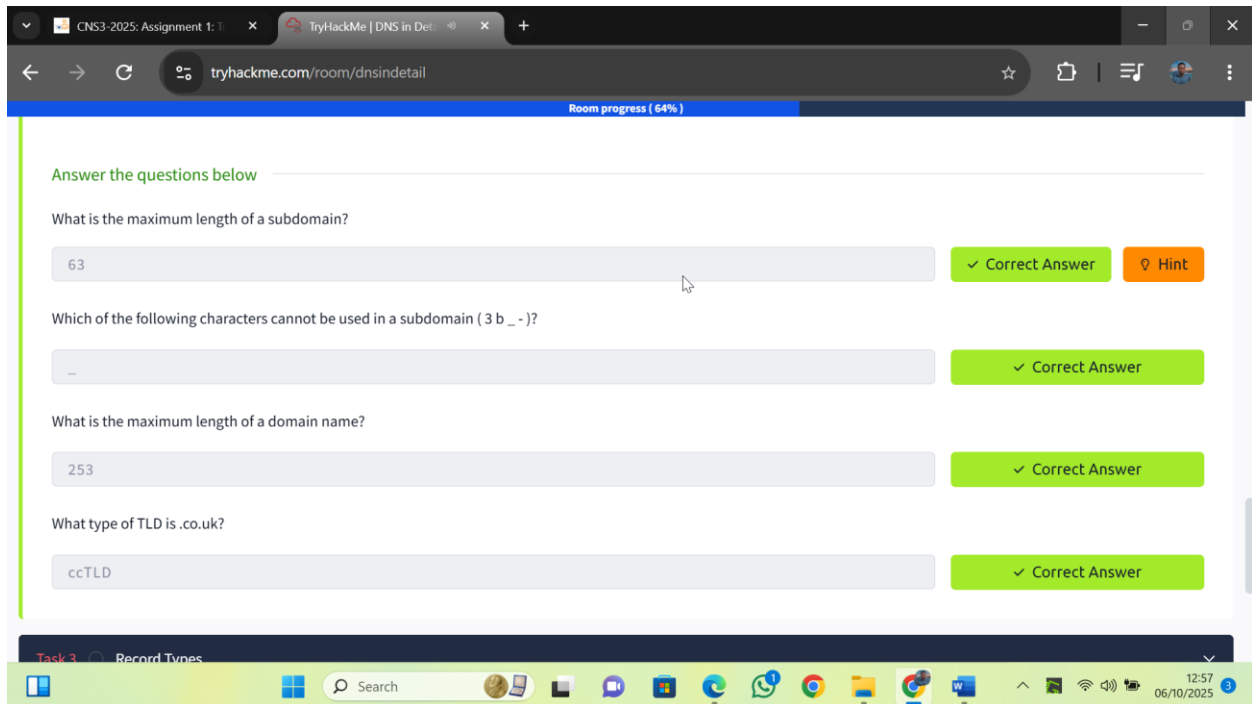 CNS3-2025: Assignment 1: T
TryHackMe | DNS in Det
tryhackme.com/room/dnsindetail
Room progress ( 64% )
Answer the questions below
What is the maximum length of a subdomain?
63
Correct Answer
Hint
Which of the following characters cannot be used in a subdomain ( 3 b _ - )?
_
Correct Answer
What is the maximum length of a domain name?
253
Correct Answer
What type of TLD is .co.uk?
ccTLD
Correct Answer
Task 3 Record Types
Search
1
W
12:57
06/10/2025
3